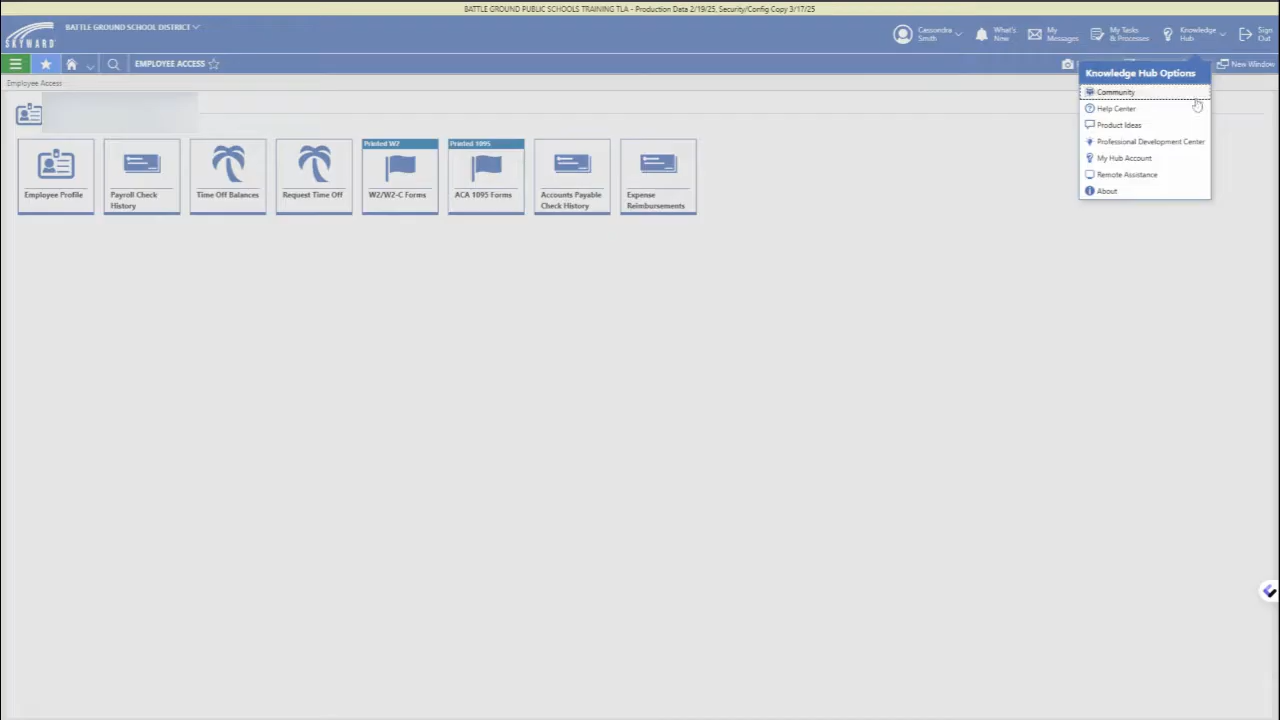 BATTLE GROUND PUBLIC SCHOOLS TRAINING TLA - Production Data 2/19/25, Security/Config Copy 3/17/25
SKYWARD
BATTLE GROUND SCHOOL DISTRICT
Cassondra
Smith
What's
New
My
Messages
My Tasks
& Processes
Knowledge
Hub
Sign
Out
EMPLOYEE ACCESS
New Window
Employee Access
Knowledge Hub Options
Community
Help Center
Product Ideas
Professional Development Center
My Hub Account
Remote Assistance
About
Employee Profile
Payroll Check
History
Time Off Balances
Request Time Off
Printed W2
W2/W2-C Forms
Printed 1095
ACA 1095 Forms
Accounts Payable
Check History
Expense
Reimbursements